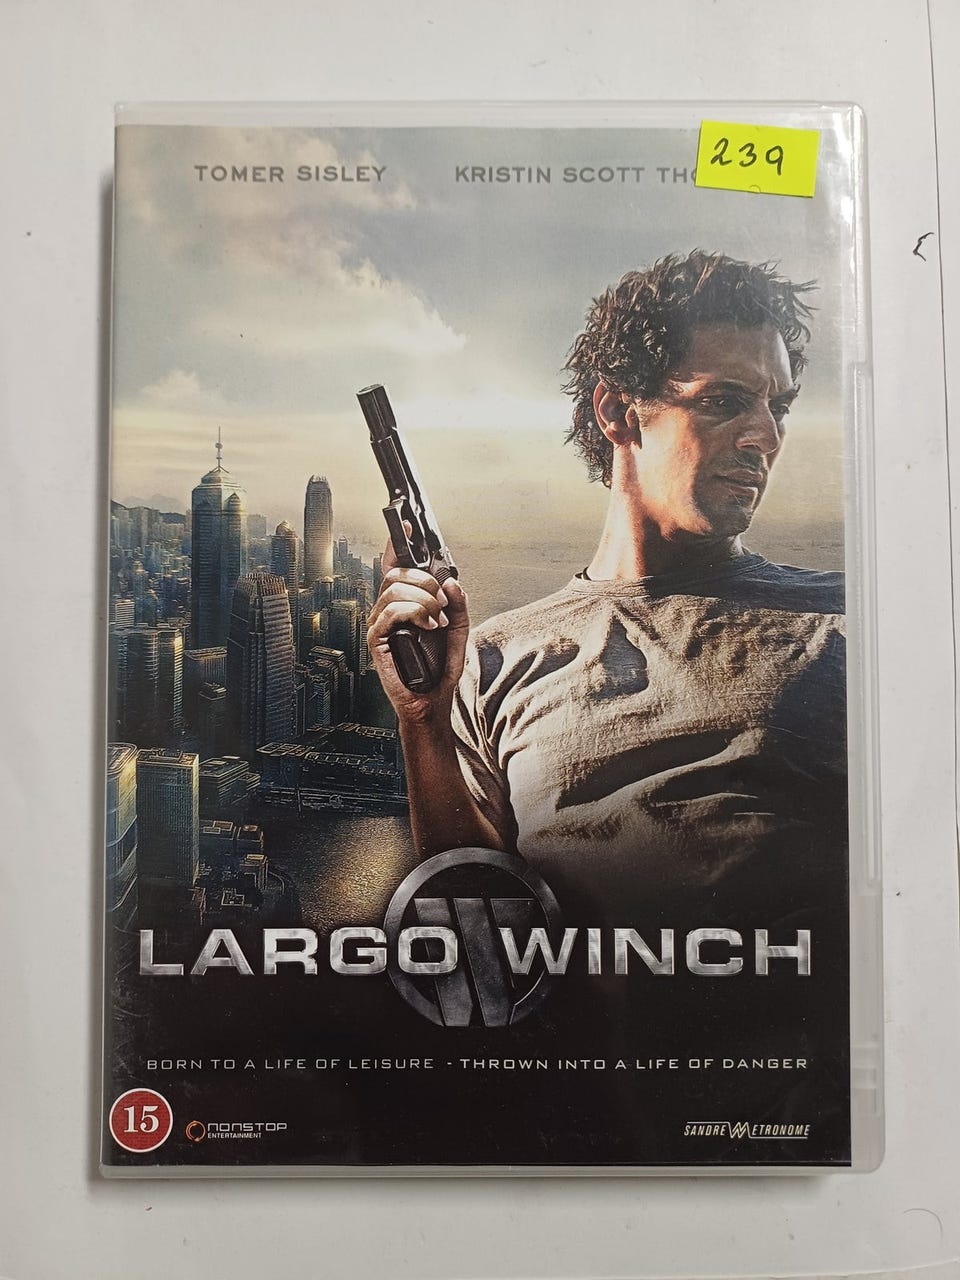 TOMER SISLEY
KRISTIN SCOTT
239
LARGO WINCH
BORN TO A LIFE OF LEISURE - THROWN INTO A LIFE OF DANGER
15
NONSTOP
ENTERTAINMENT
SANDREW METRONOME